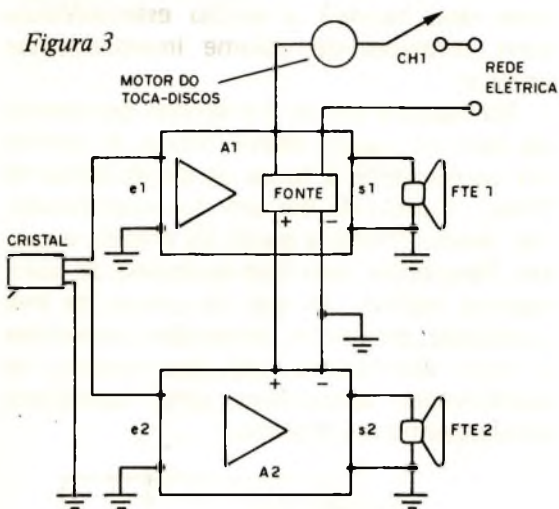 Figura 3
MOTOR DO
TOCA-DISCOS
CH1
REDE
ELÉTRICA
A1
e1
FONTE
+ −
s1
FTE 1
CRISTAL
+ −
e2
A2
s2
FTE 2